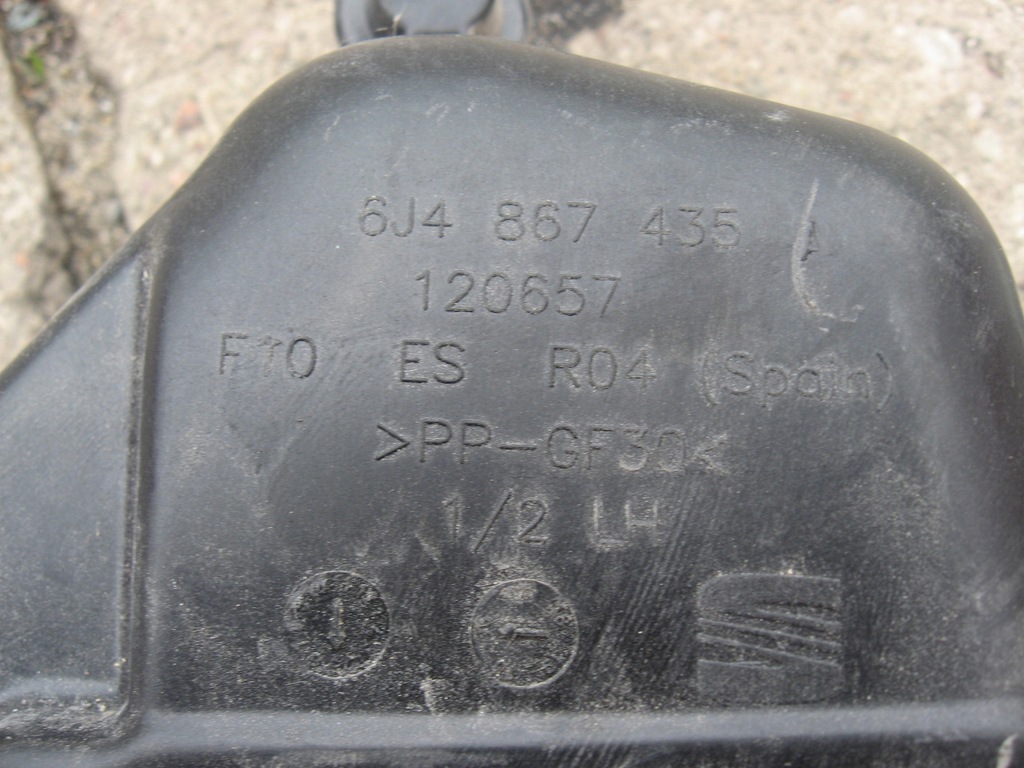 6J4 867 435
120657
F10 ES R04 (Spain)
>PP-GF30<
1/2 LH